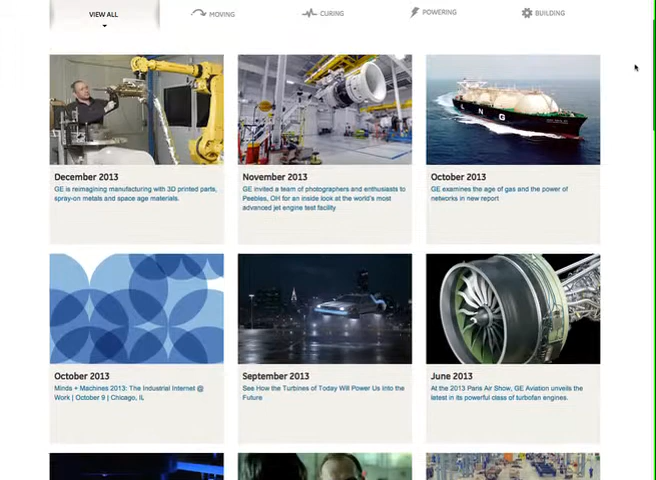 VIEW ALL
MOVING
CURING
POWERING
BUILDING
L N G
December 2013
GE is reimagining manufacturing with 3D printed parts,
spray-on metals and space age materials.
November 2013
GE invited a team of photographers and enthusiasts to
Peebles, OH for an inside look at the world's most
advanced jet engine test facility
October 2013
GE examines the age of gas and the power of
networks in new report
October 2013
Minds + Machines 2013: The Industrial Internet @
Work | October 9 | Chicago, IL
September 2013
See How the Turbines of Today Will Power Us Into the
Future
June 2013
At the 2013 Paris Air Show, GE Aviation unveils the
latest in its powerful class of turbofan engines.